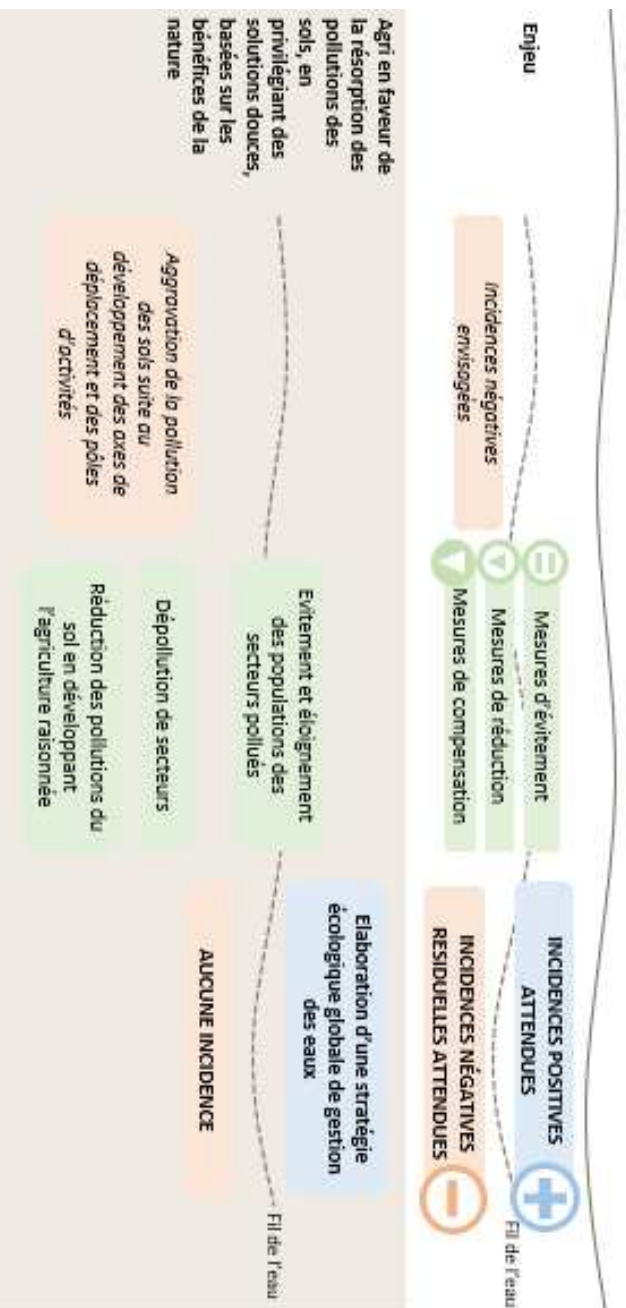 Enjeu
Incidences négatives
envisagées
Mesures d'évitement
Mesures de réduction
Mesures de compensation
INCIDENCES POSITIVES
ATTENDUES
INCIDENCES NÉGATIVES
RESIDUELLES ATTENDUES
Fil de l'eau
Agri en faveur de
la résorption des
pollutions des
sols, en
privilégiant des
solutions douces,
basées sur les
bénéfices de la
nature
Aggravation de la pollution
des sols suite au
développement des axes de
déplacement et des pôles
d'activités
Evitement et éloignement
des populations des
secteurs pollués
Dépollution de secteurs
Réduction des pollutions du
sol en développant
l'agriculture raisonnée
Elaboration d'une stratégie
écologique globale de gestion
des eaux
AUCUNE INCIDENCE
Fil de l'eau